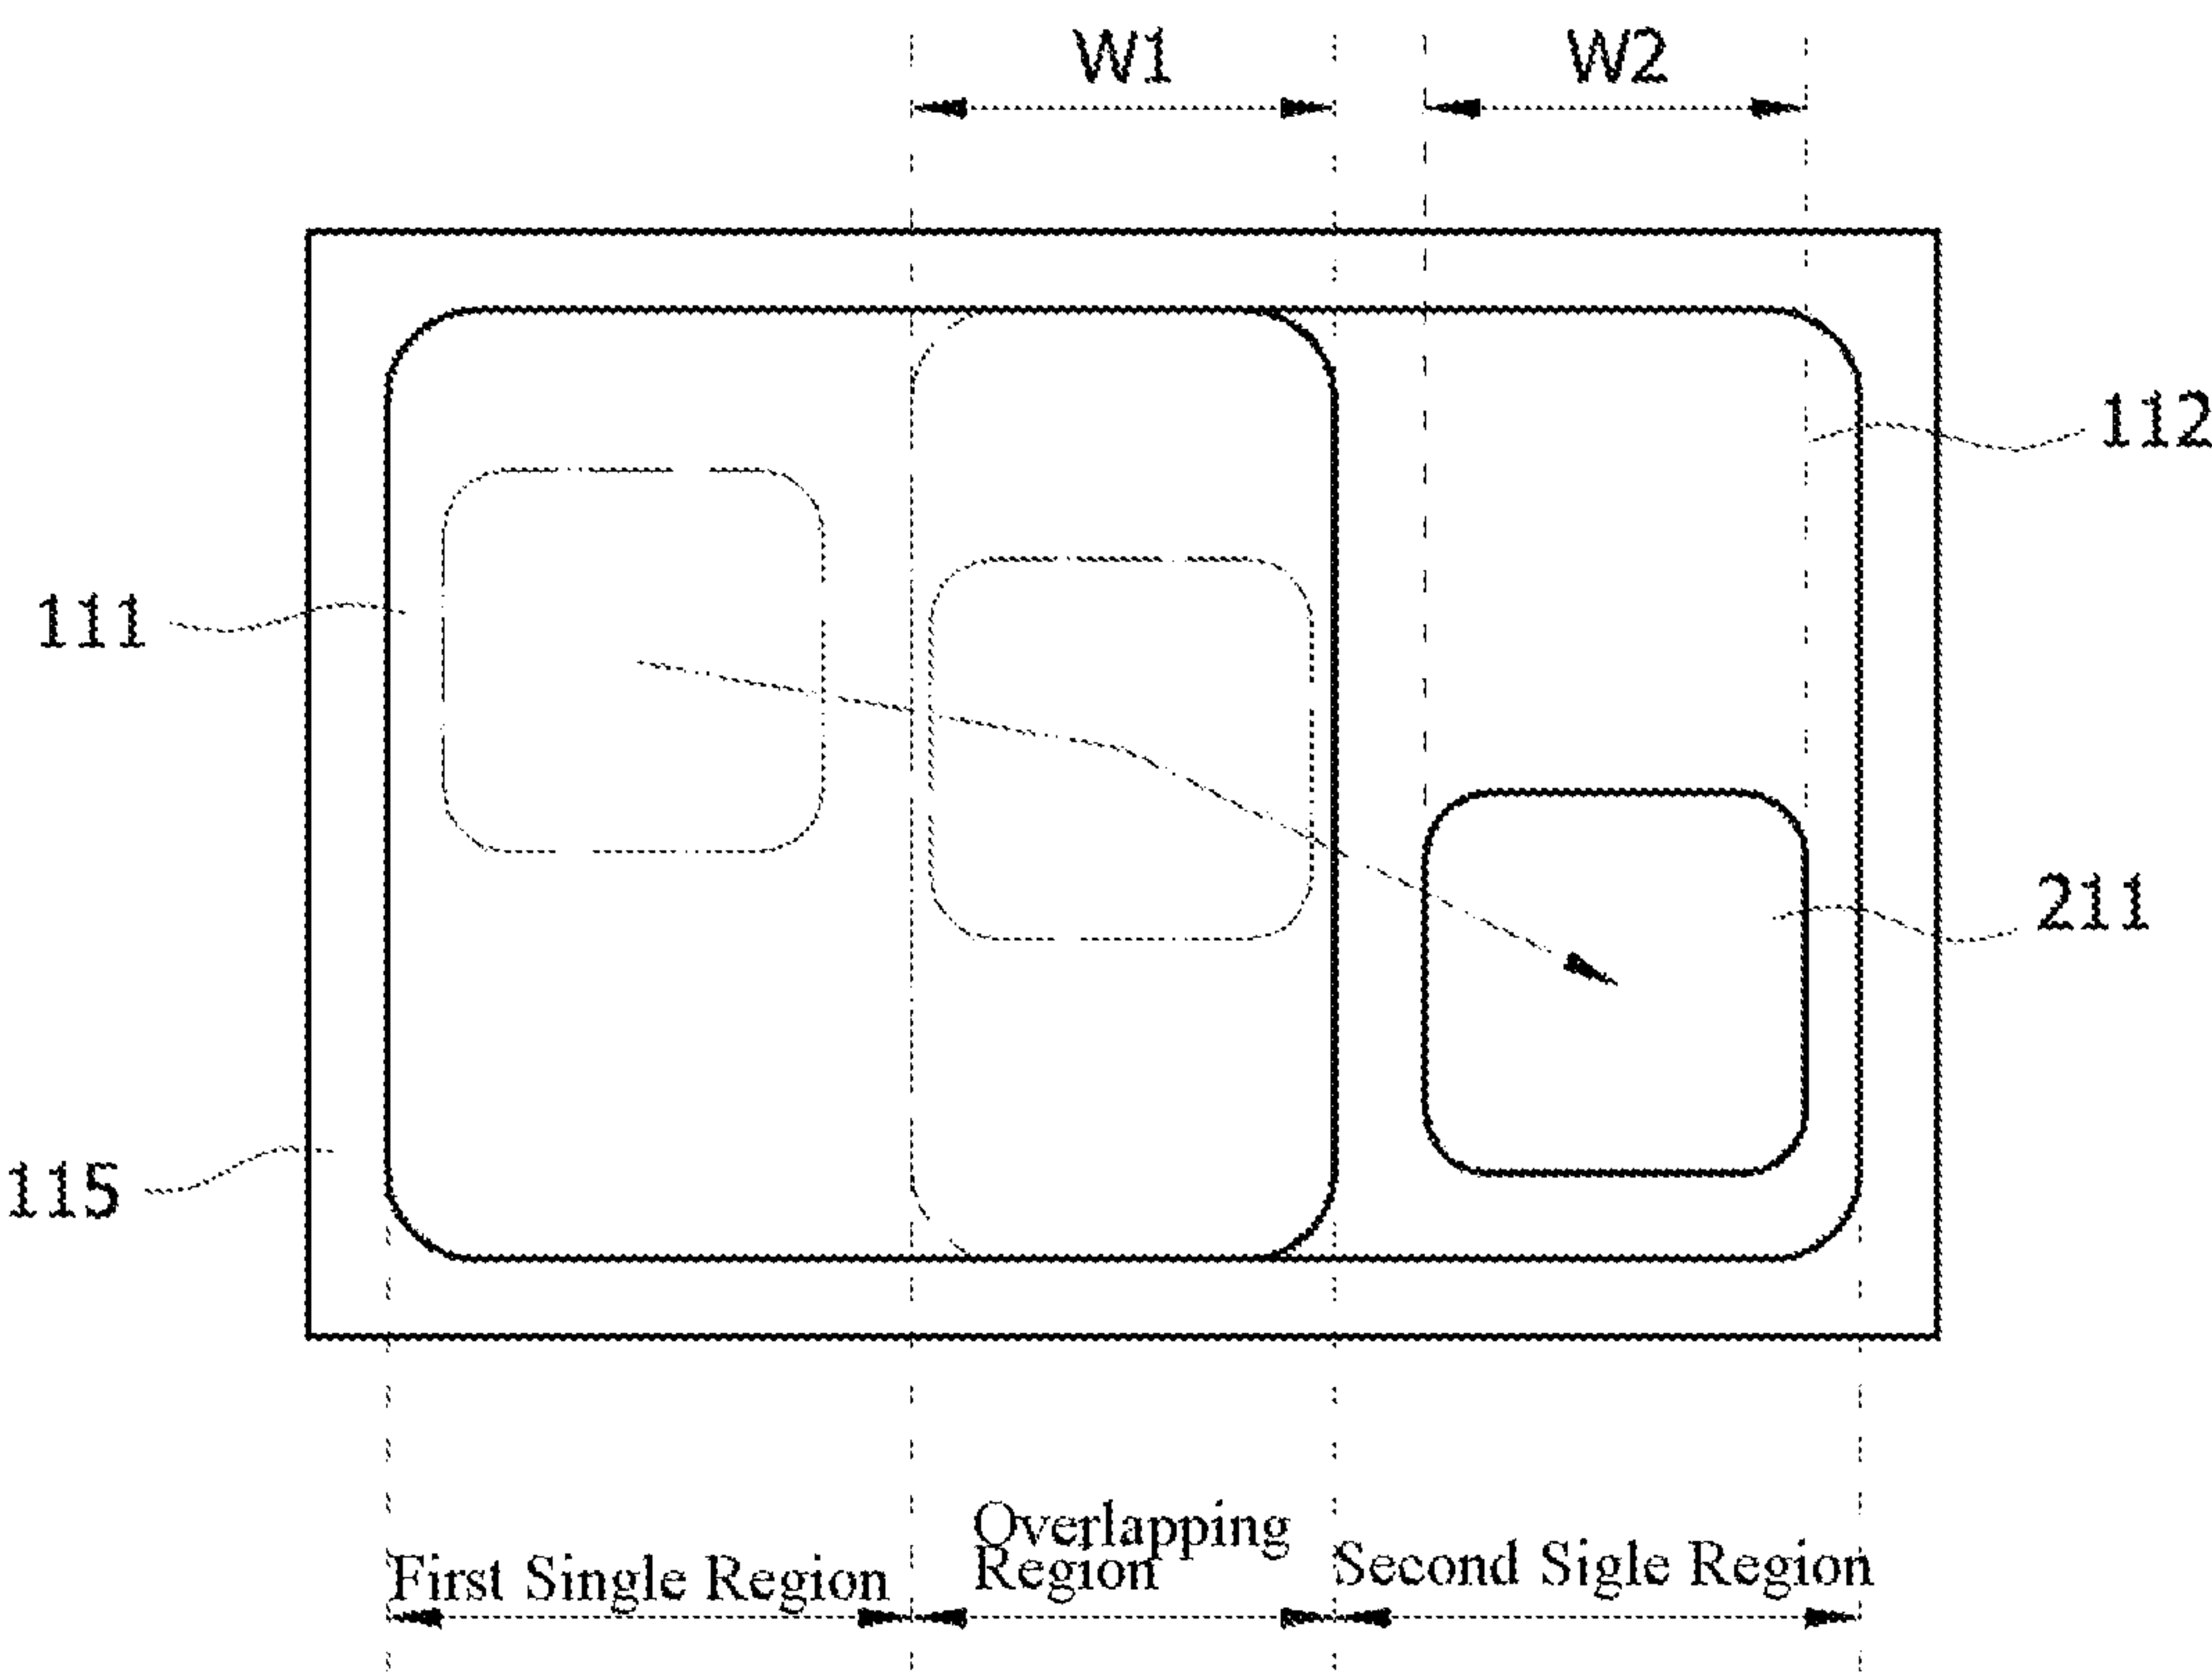 W1
W2
112
111
211
115
Overlapping
Region
First Single Region
Second Sigle Region